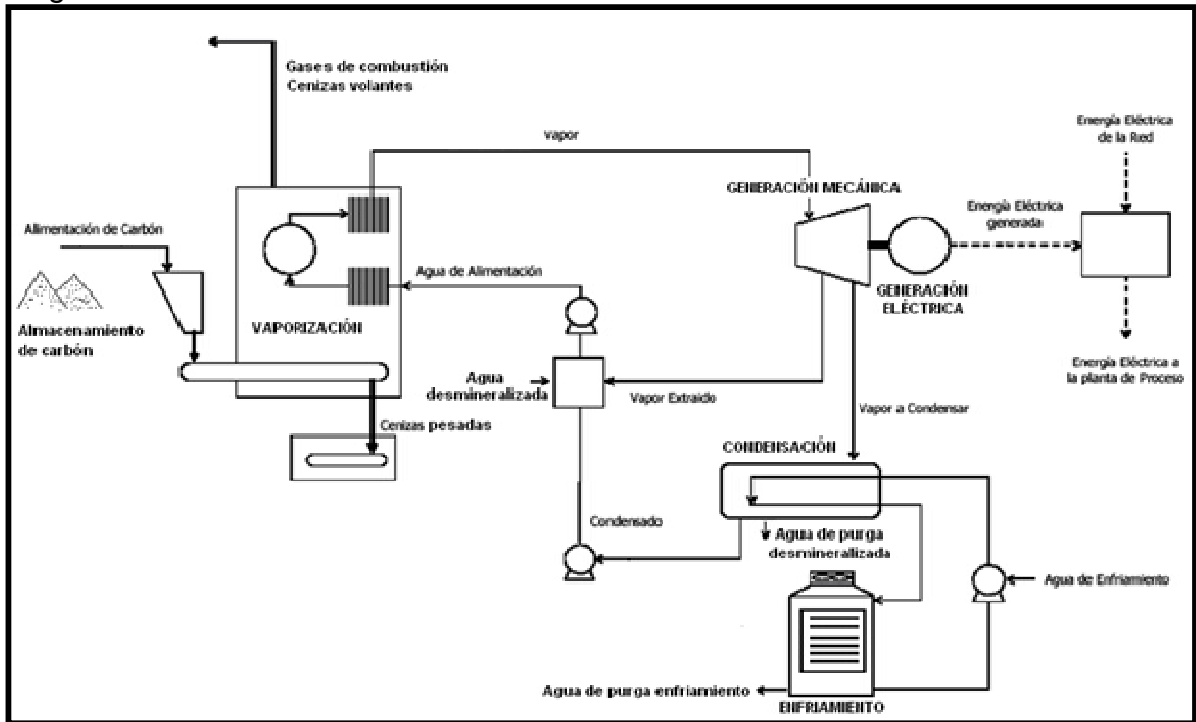 Gases de combustión
Cenizas volantes
vapor
Energía Eléctrica
de la Red
GENERACIÓN MECÁNICA
Alimentación de Carbón
Energía Eléctrica
generada
Agua de Alimentación
GENERACIÓN
ELÉCTRICA
Almacenamiento
de carbón
VAPORIZACIÓN
Energía Eléctrica a
la planta de Proceso
Agua
desmineralizada
Vapor Extraído
Vapor a Condensar
Cenizas pesadas
CONDENSACIÓN
Condensado
Agua de purga
desmineralizada
Agua de Enfriamiento
Agua de purga enfriamiento
ENFRIAMIENTO